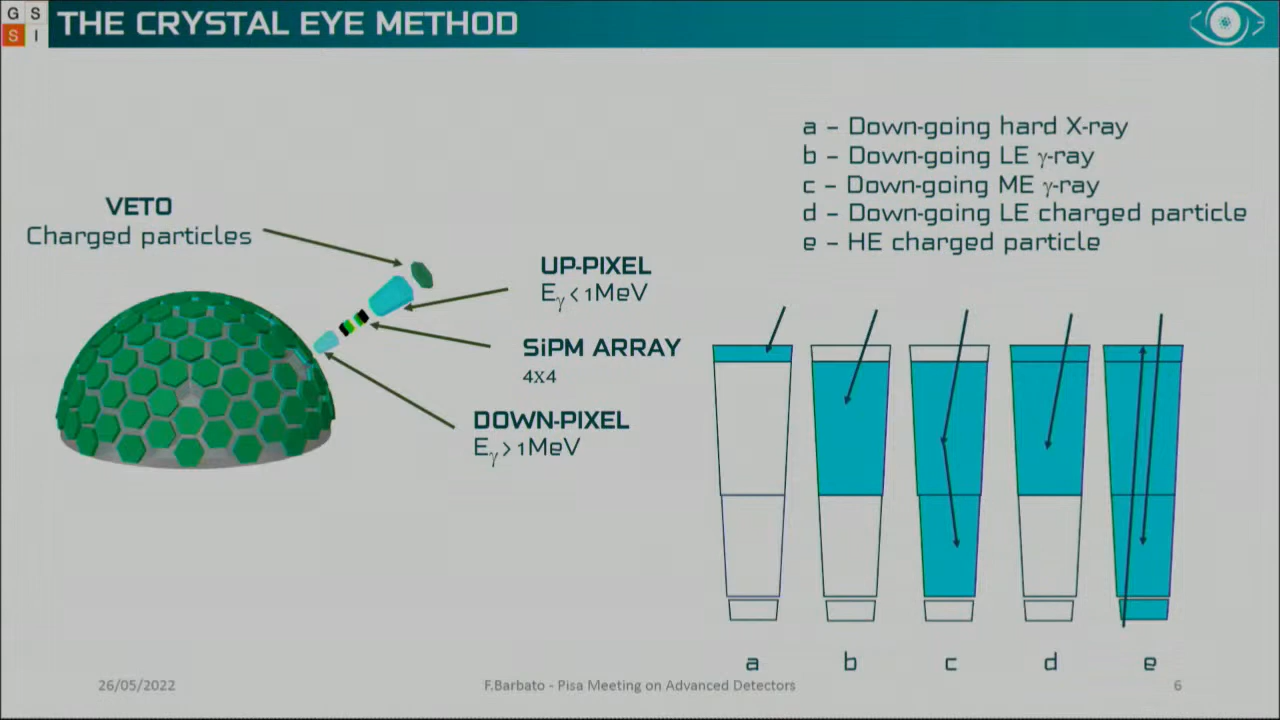 G S
S I
THE CRYSTAL EYE METHOD
a – Down-going hard X-ray
b – Down-going LE γ-ray
c – Down-going ME γ-ray
d – Down-going LE charged particle
e – HE charged particle
VETO
Charged particles
UP-PIXEL
Eγ < 1MeV
SiPM ARRAY
4X4
DOWN-PIXEL
Eγ > 1MeV
a b c d e
26/05/2022
F.Barbato - Pisa Meeting on Advanced Detectors
6